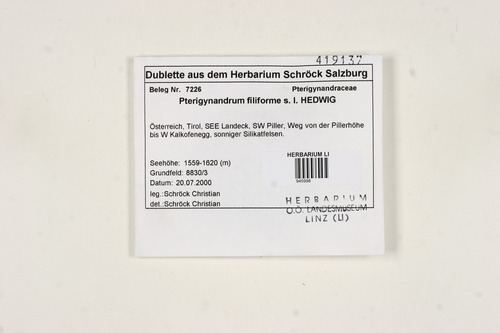 419137
Dublette aus dem Herbarium Schröck Salzburg
Beleg Nr. 7226 Pterigynandraceae
Pterigynandrum filiforme s. l. HEDWIG
Österreich, Tirol, SEE Landeck, SW Piller, Weg von der Pillerhöhe
bis W Kalkofenegg, sonniger Silikatfelsen.
HERBARIUM LI
Seehöhe: 1559-1620 (m)
Grundfeld: 8830/3
Datum: 20.07.2000
leg.:Schröck Christian
det.:Schröck Christian
HERBARIUM
O.Ö. LANDESMUSEUM
LINZ (LI)